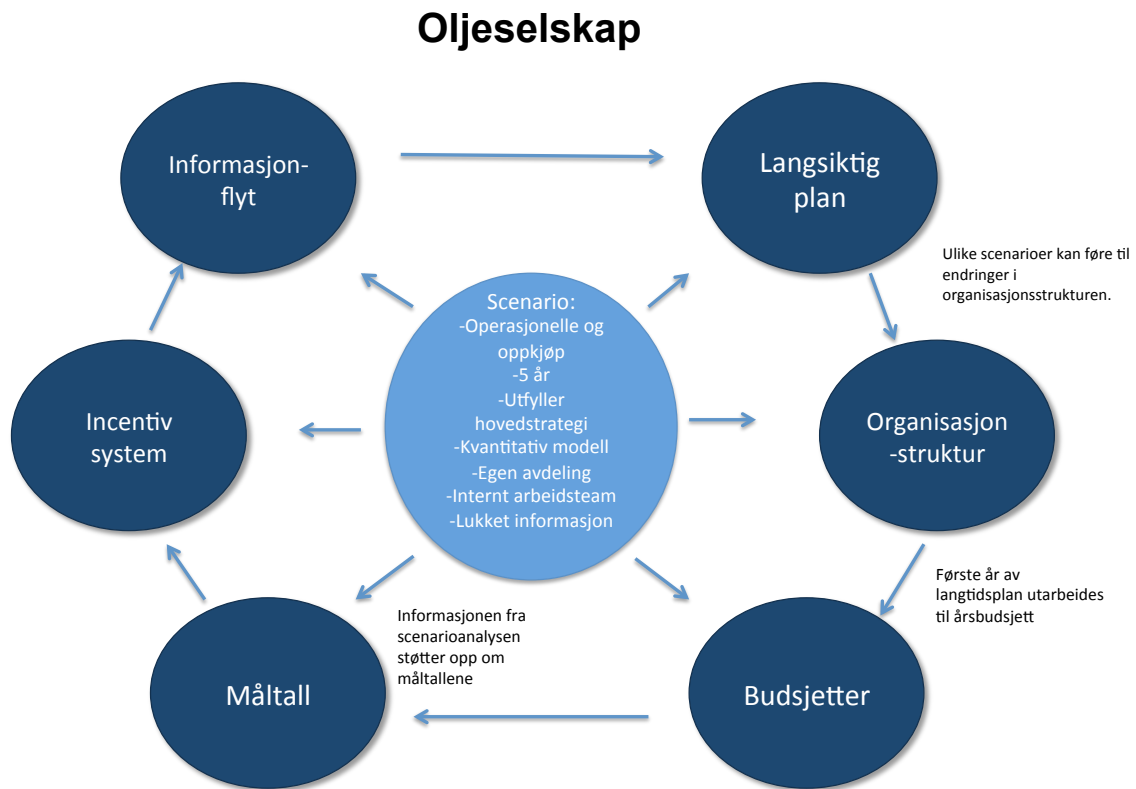 Oljeselskap
Informasjon-
flyt
Langsiktig
plan
Ulike scenarioer kan føre til
endringer i
organisasjonsstrukturen.
Scenario:
-Operasjonelle og
oppkjøp
-5 år
-Utfyller
hovedstrategi
-Kvantitativ modell
-Egen avdeling
-Internt arbeidsteam
-Lukket informasjon
Incentiv
system
Organisasjon
-struktur
Første år av
langtidsplan utarbeides
til årsbudsjett
Informasjonen fra
scenarioanalysen
støtter opp om
måltallene
Måltall
Budsjetter